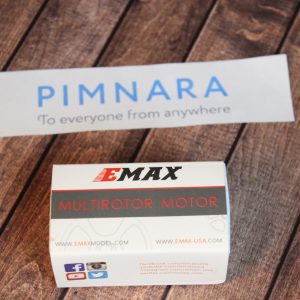 PIMNARA
To everyone from anywhere
EMAX
MULTIROTOR MOTOR
WWW.EMAXMODEL.COM
WWW.EMAX-USA.COM